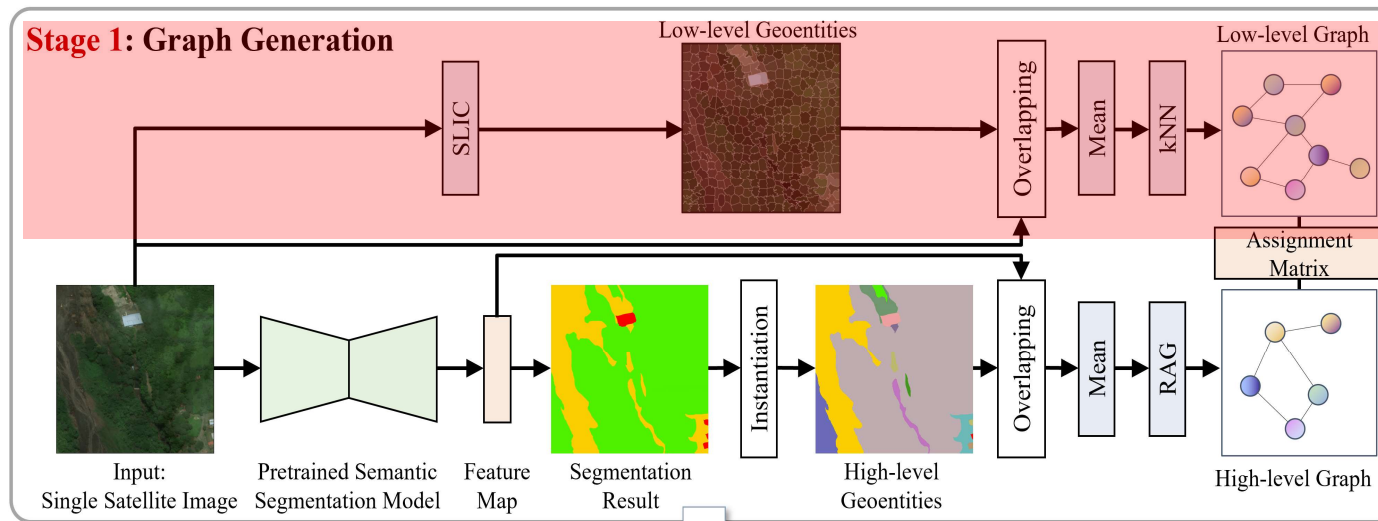 Stage 1: Graph Generation
Low-level Geoentities
Low-level Graph
SLIC
Overlapping
Mean
kNN
Assignment
Matrix
Instantiation
Overlapping
Mean
RAG
Input:
Single Satellite Image
Pretrained Semantic
Segmentation Model
Feature
Map
Segmentation
Result
High-level
Geoentities
High-level Graph